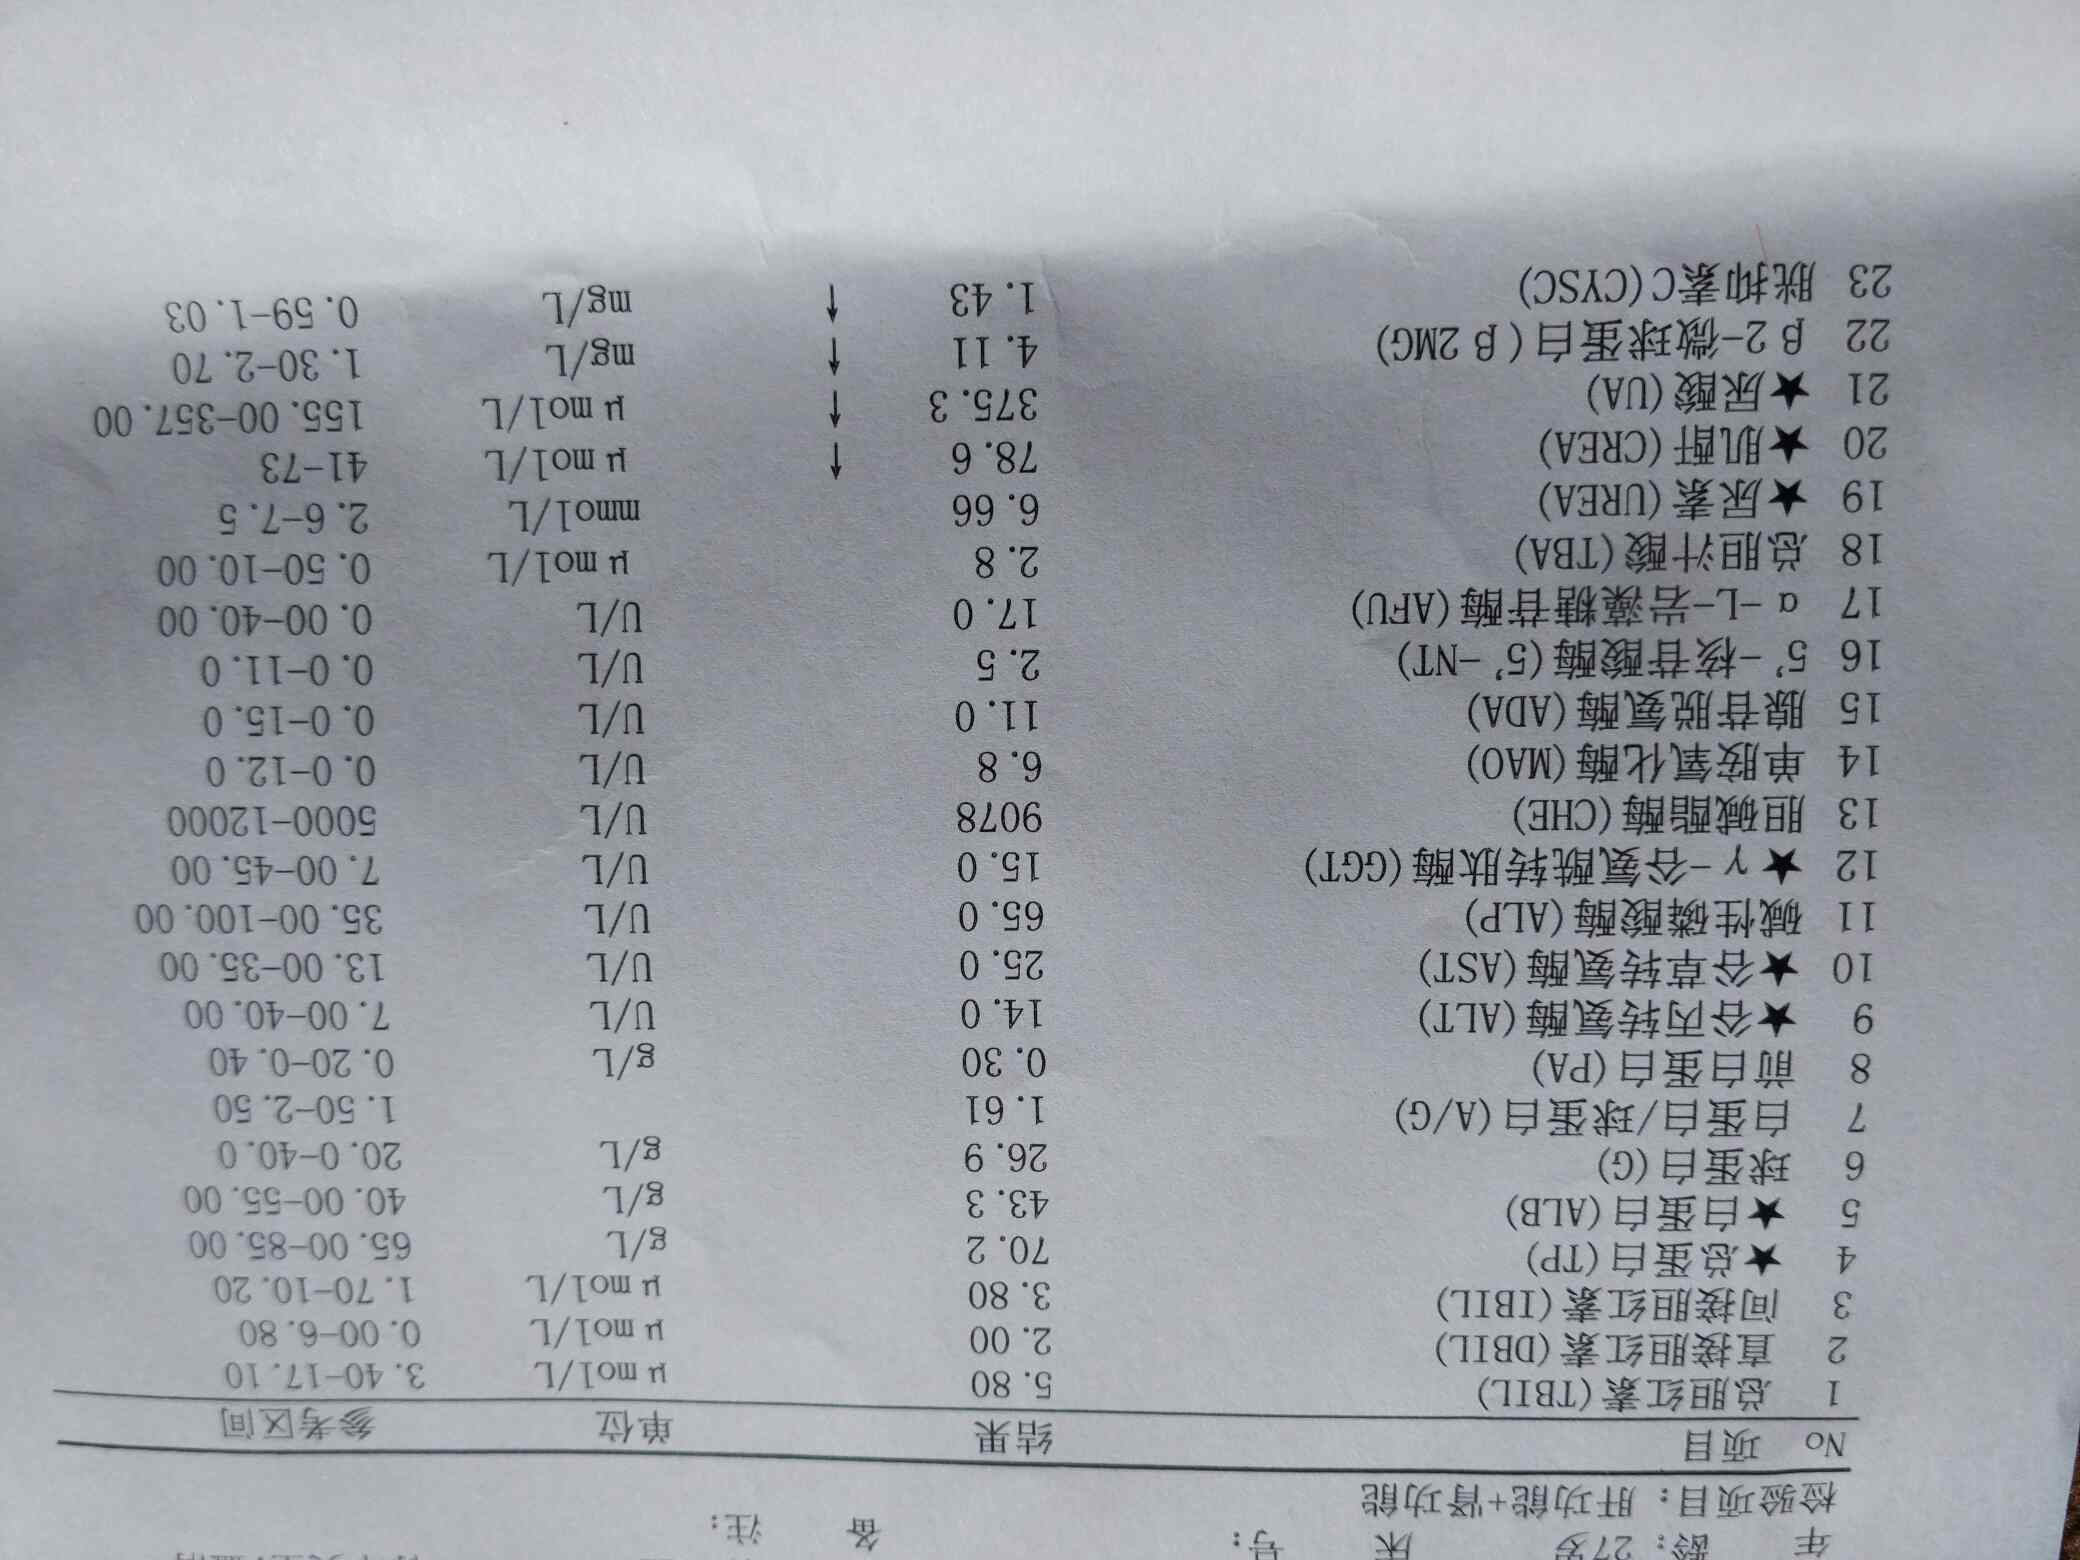 年 龄: 27岁 床 号: 备 注:
检验项目: 肝功能+肾功能
No 项目 结果 单位 参考区间
1 总胆红素(TBIL) 5.80 μmol/L 3.40-17.10
2 直接胆红素(DBIL) 2.00 μmol/L 0.00-6.80
3 间接胆红素(IBIL) 3.80 μmol/L 1.70-10.20
4 ★总蛋白(TP) 70.2 g/L 65.00-85.00
5 ★白蛋白(ALB) 43.3 g/L 40.00-55.00
6 球蛋白(G) 26.9 g/L 20.0-40.0
7 白蛋白/球蛋白(A/G) 1.61 1.50-2.50
8 前白蛋白(PA) 0.30 g/L 0.20-0.40
9 ★谷丙转氨酶(ALT) 14.0 U/L 7.00-40.00
10 ★谷草转氨酶(AST) 25.0 U/L 13.00-35.00
11 碱性磷酸酶(ALP) 65.0 U/L 35.00-100.00
12 ★γ-谷氨酰转肽酶(GGT) 15.0 U/L 7.00-45.00
13 胆碱酯酶(CHE) 9078 U/L 5000-12000
14 单胺氧化酶(MAO) 6.8 U/L 0.0-12.0
15 腺苷脱氨酶(ADA) 11.0 U/L 0.0-15.0
16 5’-核苷酸酶(5’-NT) 2.5 U/L 0.0-11.0
17 α-L-岩藻糖苷酶(AFU) 17.0 U/L 0.00-40.00
18 总胆汁酸(TBA) 2.8 μmol/L 0.50-10.00
19 ★尿素(UREA) 6.66 mmol/L 2.6-7.5
20 ★肌酐(CREA) 78.6 ↑ μmol/L 41-73
21 ★尿酸(UA) 375.3 ↑ μmol/L 155.00-357.00
22 β2-微球蛋白(β2MG) 4.11 ↑ mg/L 1.30-2.70
23 胱抑素C(CYSC) 1.43 ↑ mg/L 0.59-1.03